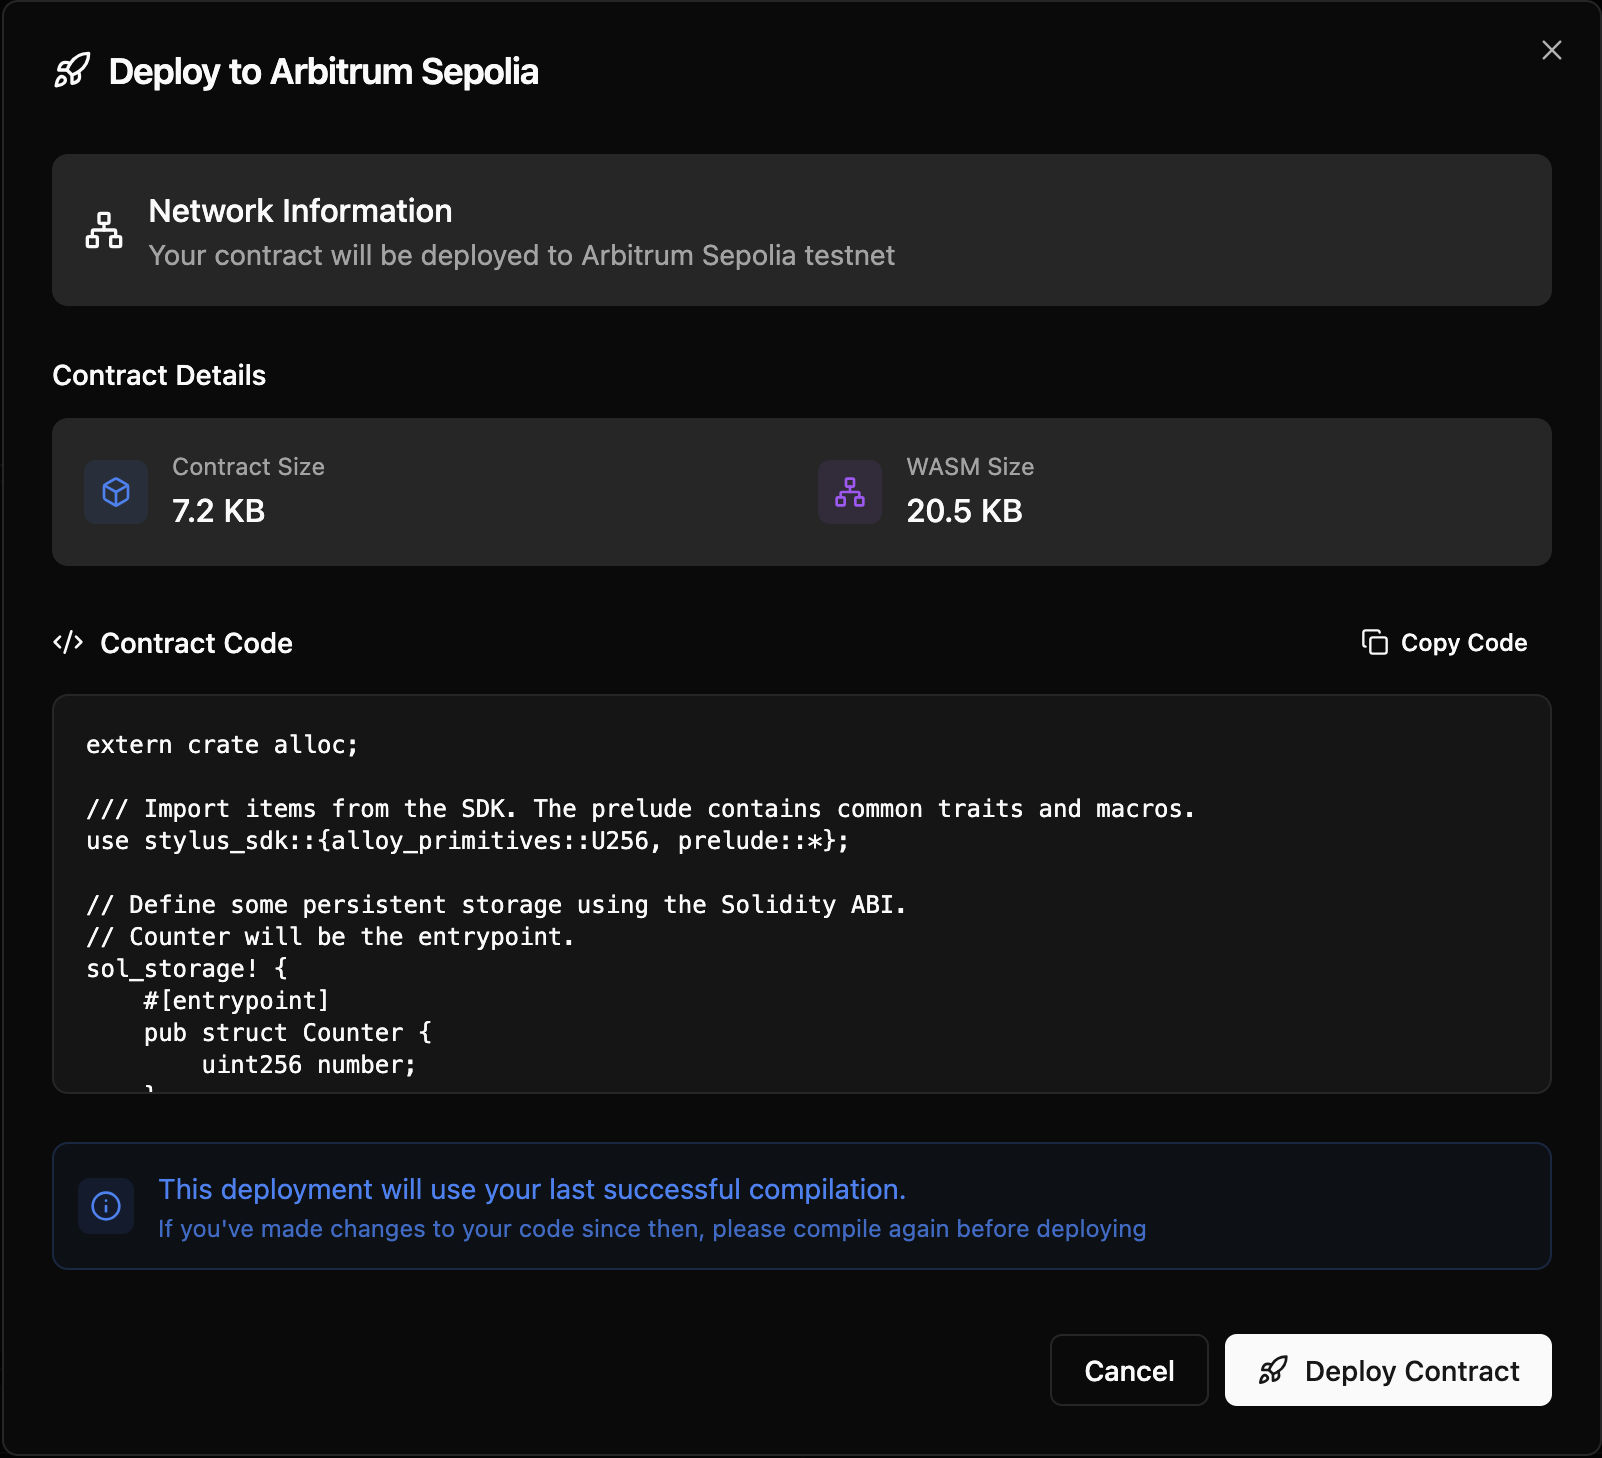 Deploy to Arbitrum Sepolia
Network Information
Your contract will be deployed to Arbitrum Sepolia testnet
Contract Details
Contract Size
7.2 KB
WASM Size
20.5 KB
</> Contract Code
Copy Code
extern crate alloc;
/// Import items from the SDK. The prelude contains common traits and macros.
use stylus_sdk::{alloy_primitives::U256, prelude::*};
// Define some persistent storage using the Solidity ABI.
// Counter will be the entrypoint.
sol_storage! {
    #[entrypoint]
    pub struct Counter {
        uint256 number;
This deployment will use your last successful compilation.
If you've made changes to your code since then, please compile again before deploying
Cancel
Deploy Contract